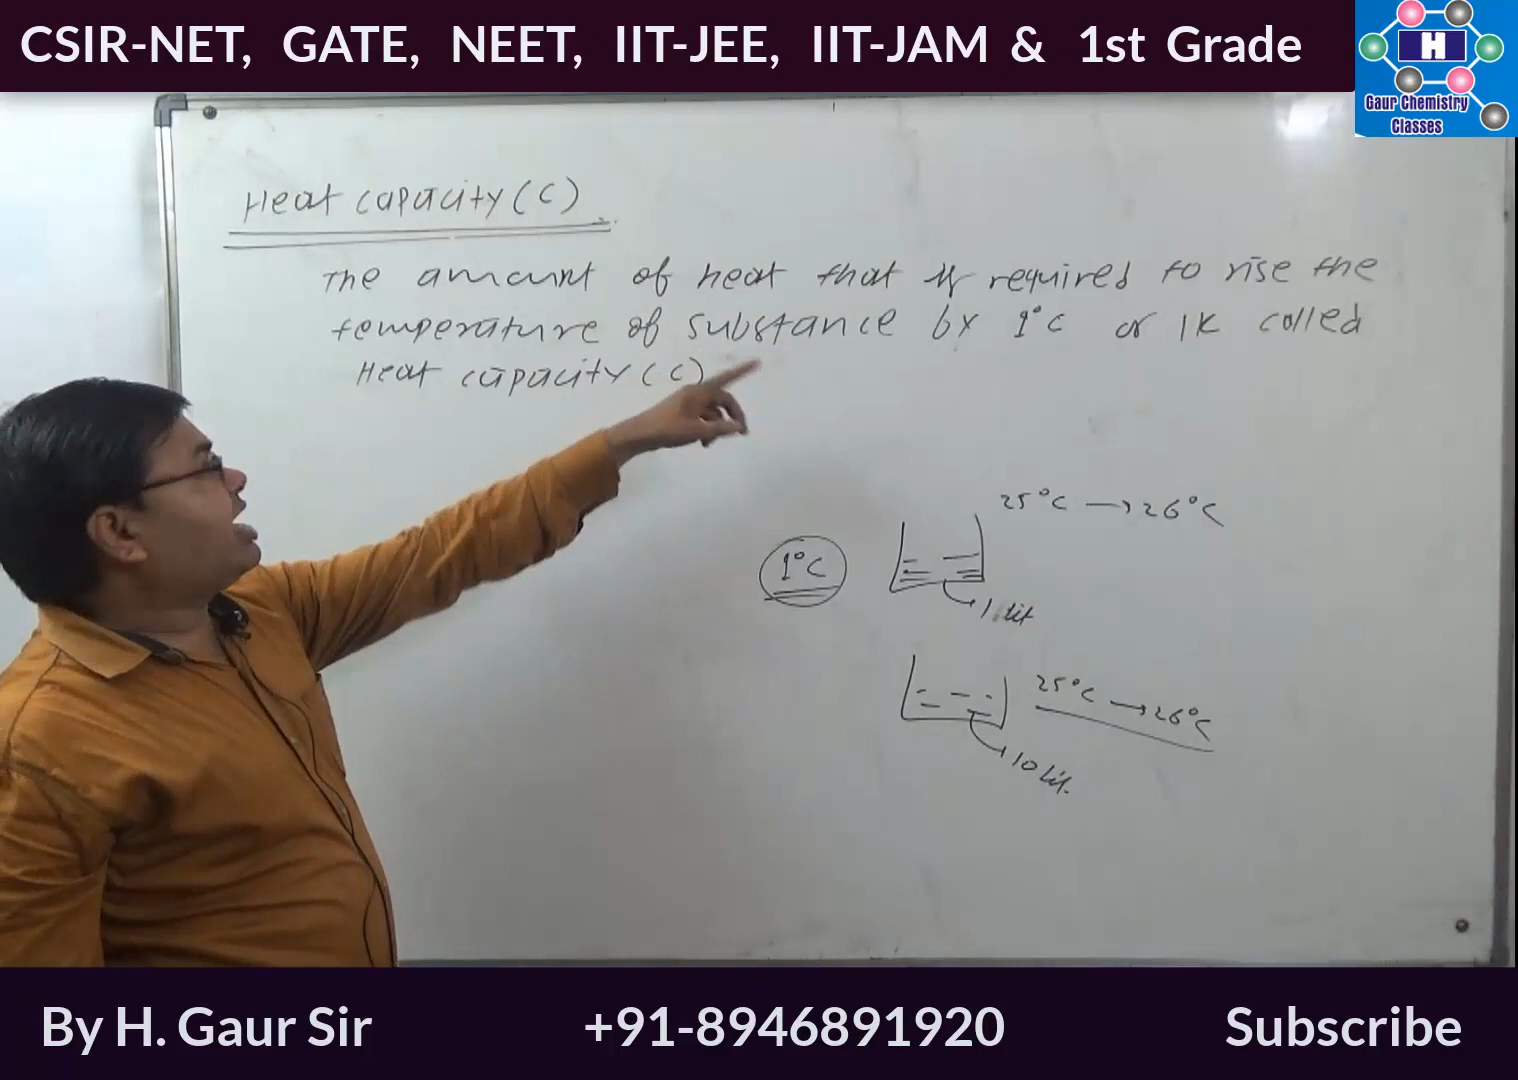 CSIR-NET, GATE, NEET, IIT-JEE, IIT-JAM & 1st Grade
H
Gaur Chemistry
Classes
Heat capacity (C)
The amount of heat that is required to rise the
temperature of substance by 1°C or 1K called
Heat capacity (C)
25°C → 26°C
1°C
1 lit
25°C → 26°C
10 lit.
By H. Gaur Sir +91-8946891920 Subscribe